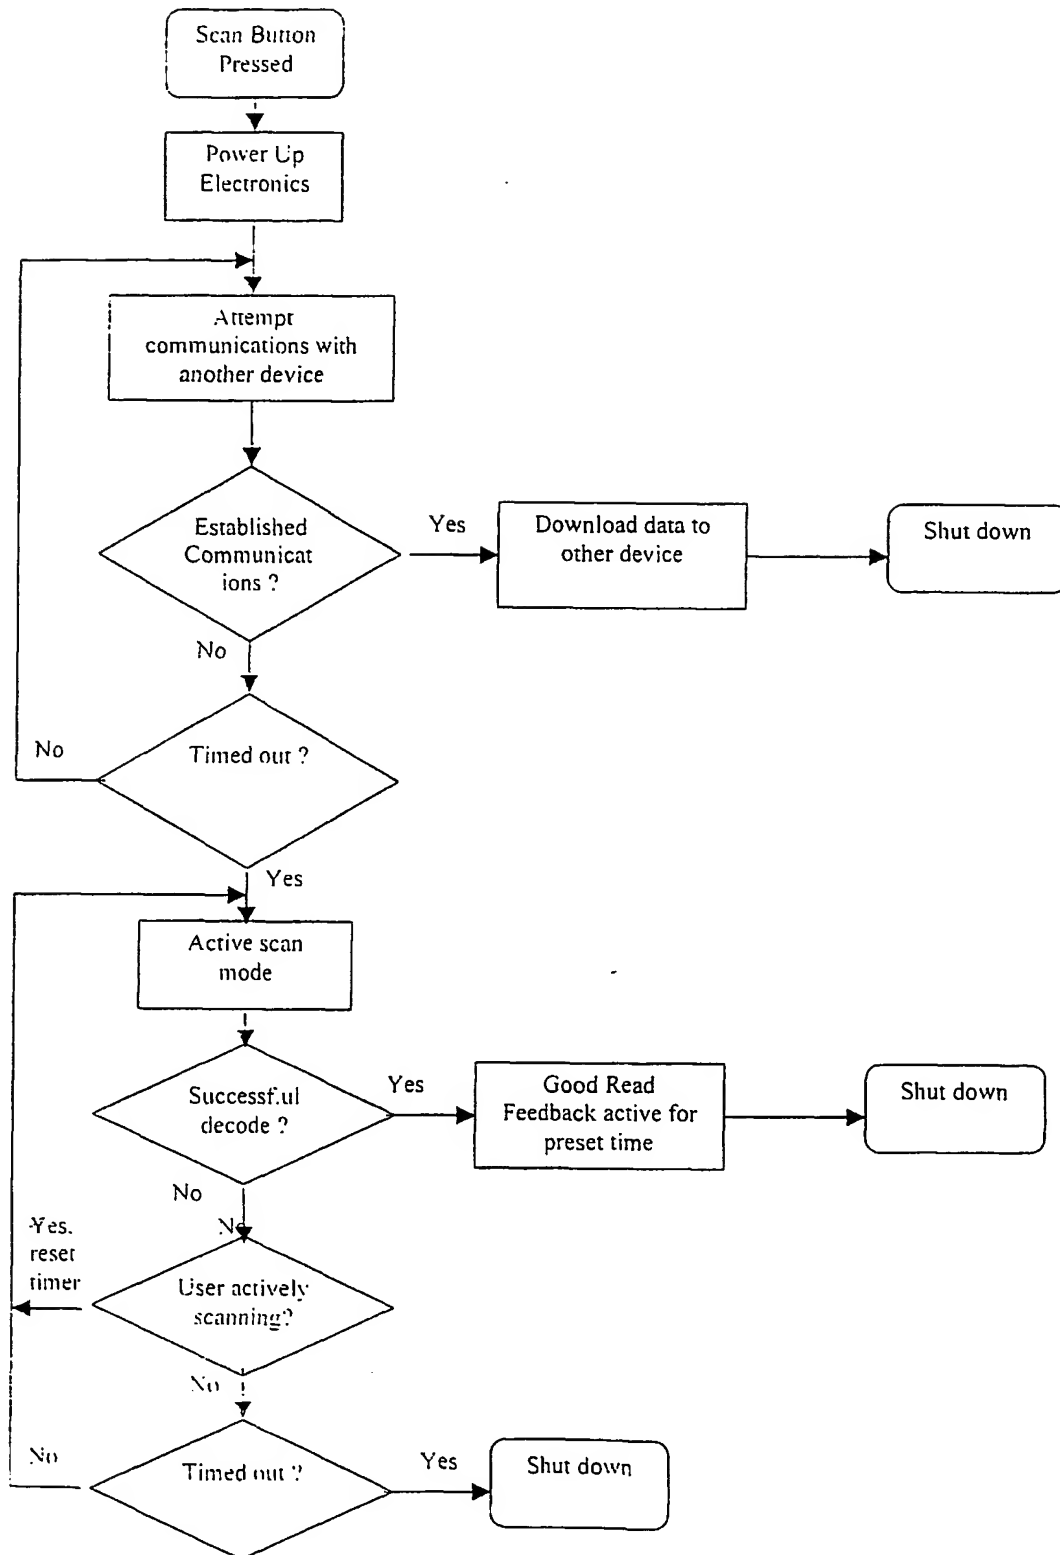 Scan Button
Pressed
Power Up
Electronics
Attempt
communications with
another device
Established
Communicat
ions ?
Yes
Download data to
other device
Shut down
No
Timed out ?
No
Yes
Active scan
mode
Successful
decode ?
Yes
Good Read
Feedback active for
preset time
Shut down
No
No
Yes,
reset
timer
User actively
scanning?
No
No
Timed out ?
Yes
Shut down